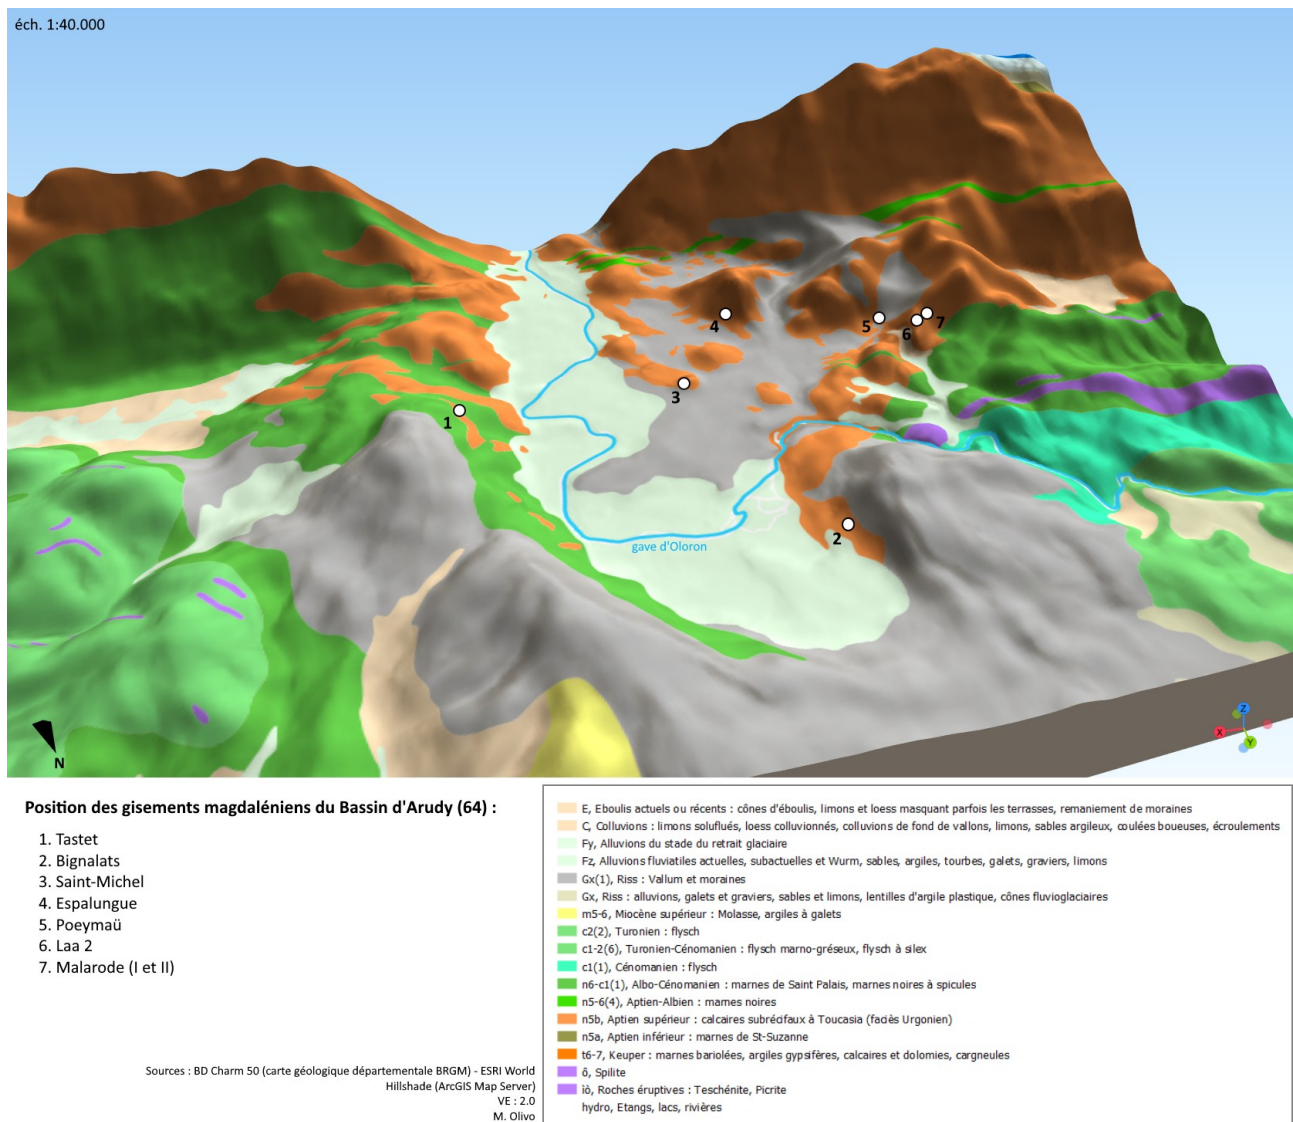 éch. 1:40.000
4
5
6
7
3
1
2
gave d'Oloron
N
Z
X
Y
Position des gisements magdaléniens du Bassin d'Arudy (64) :
1. Tastet
2. Bignalats
3. Saint-Michel
4. Espalungue
5. Poeymaü
6. Laa 2
7. Malarode (I et II)
Sources : BD Charm 50 (carte géologique départementale BRGM) - ESRI World
Hillshade (ArcGIS Map Server)
VE : 2.0
M. Olivo
E, Eboulis actuels ou récents : cônes d'éboulis, limons et loess masquant parfois les terrasses, remaniement de moraines
C, Colluvions : limons soluflués, loess colluvionnés, colluvions de fond de vallons, limons, sables argileux, coulées boueuses, écroulements
Fy, Alluvions du stade du retrait glaciaire
Fz, Alluvions fluviatiles actuelles, subactuelles et Wurm, sables, argiles, tourbes, galets, graviers, limons
Gx(1), Riss : Vallum et moraines
Gx, Riss : alluvions, galets et graviers, sables et limons, lentilles d'argile plastique, cônes fluvioglaciaires
m5-6, Miocène supérieur : Molasse, argiles à galets
c2(2), Turonien : flysch
c1-2(6), Turonien-Cénomanien : flysch marno-gréseux, flysch à silex
c1(1), Cénomanien : flysch
n6-c1(1), Albo-Cénomanien : marnes de Saint Palais, marnes noires à spicules
n5-6(4), Aptien-Albien : marnes noires
n5b, Aptien supérieur : calcaires subrécifaux à Toucasia (faciès Urgonien)
n5a, Aptien inférieur : marnes de St-Suzanne
t6-7, Keuper : marnes bariolées, argiles gypsifères, calcaires et dolomies, cargneules
ô, Spilite
iô, Roches éruptives : Teschénite, Picrite
hydro, Etangs, lacs, rivières